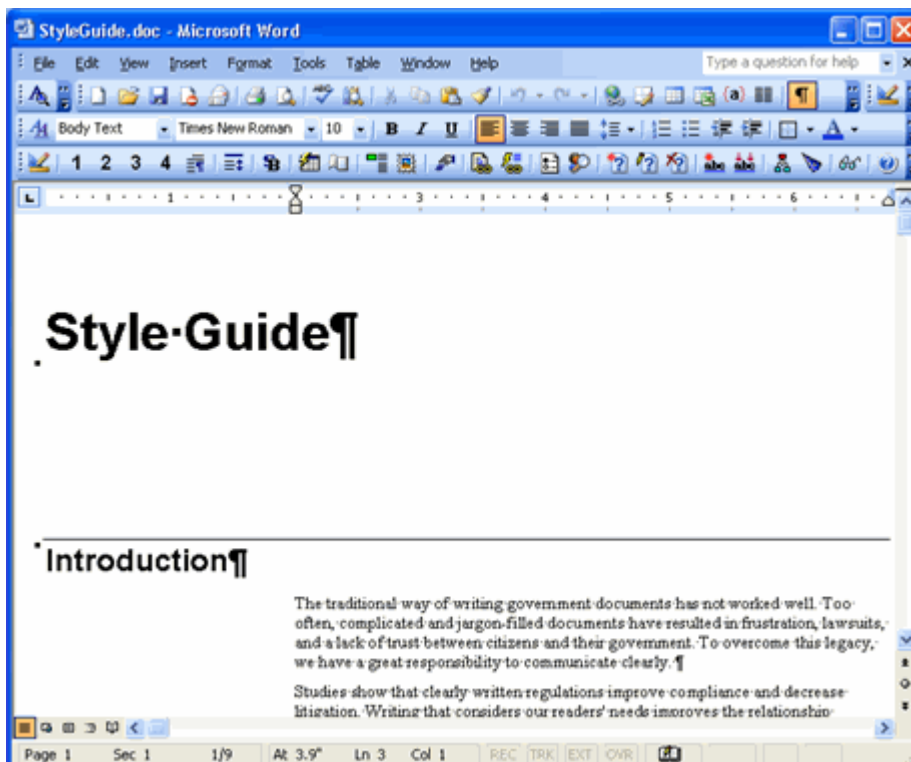 StyleGuide.doc - Microsoft Word
File Edit View Insert Format Tools Table Window Help Type a question for help
Body Text Times New Roman 10 B I U A
1 2 3 4
1 3 4 5 6
Style·Guide¶
Introduction¶
The·traditional·way·of·writing·government·documents·has·not·worked·well.·Too·
often,·complicated·and·jargon-filled·documents·have·resulted·in·frustration,·lawsuits,·
and·a·lack·of·trust·between·citizens·and·their·government.·To·overcome·this·legacy,·
we·have·a·great·responsibility·to·communicate·clearly.·¶
Studies·show·that·clearly·written·regulations·improve·compliance·and·decrease·
litigation.·Writing·that·considers·our·readers'·needs·improves·the·relationship·
Page 1 Sec 1 1/9 At 3.9" Ln 3 Col 1 REC TRK EXT OVR